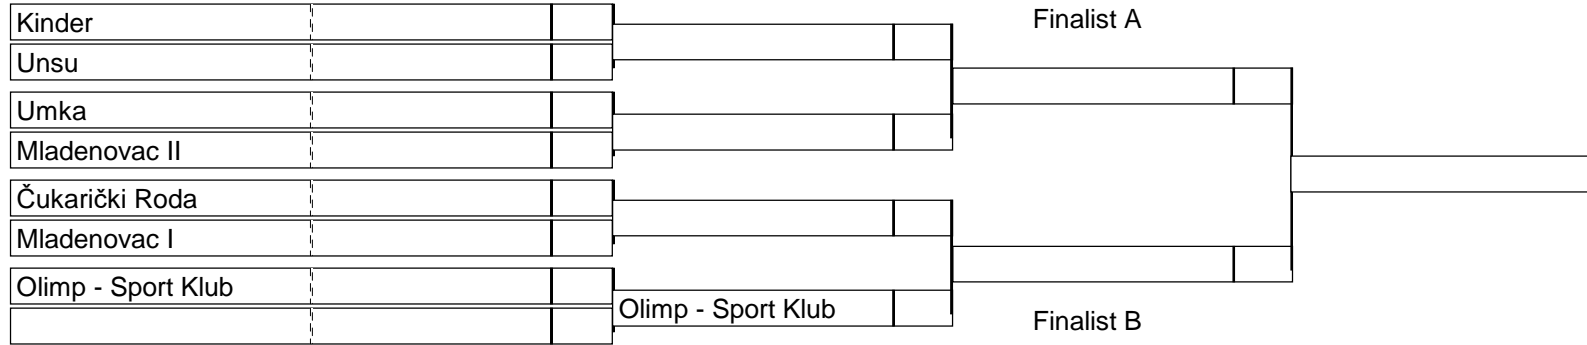 Kinder
Finalist A
Unsu
Umka
Mladenovac II
Čukarički Roda
Mladenovac I
Olimp - Sport Klub
Olimp - Sport Klub
Finalist B